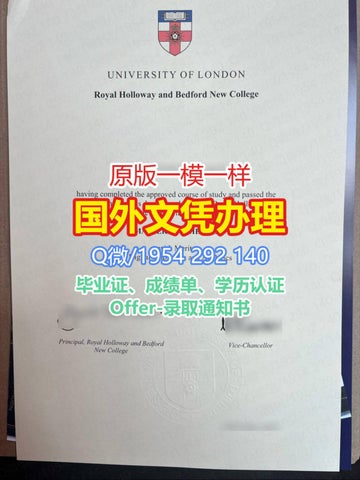 UNIVERSITY OF LONDON
Royal Holloway and Bedford New College
原版一模一样
having completed the approved course of study and passed the
国外文凭办理
Q微/1954 292 140
毕业证、成绩单、学历认证
Offer-录取通知书
Principal, Royal Holloway and Bedford
New College
Vice-Chancellor